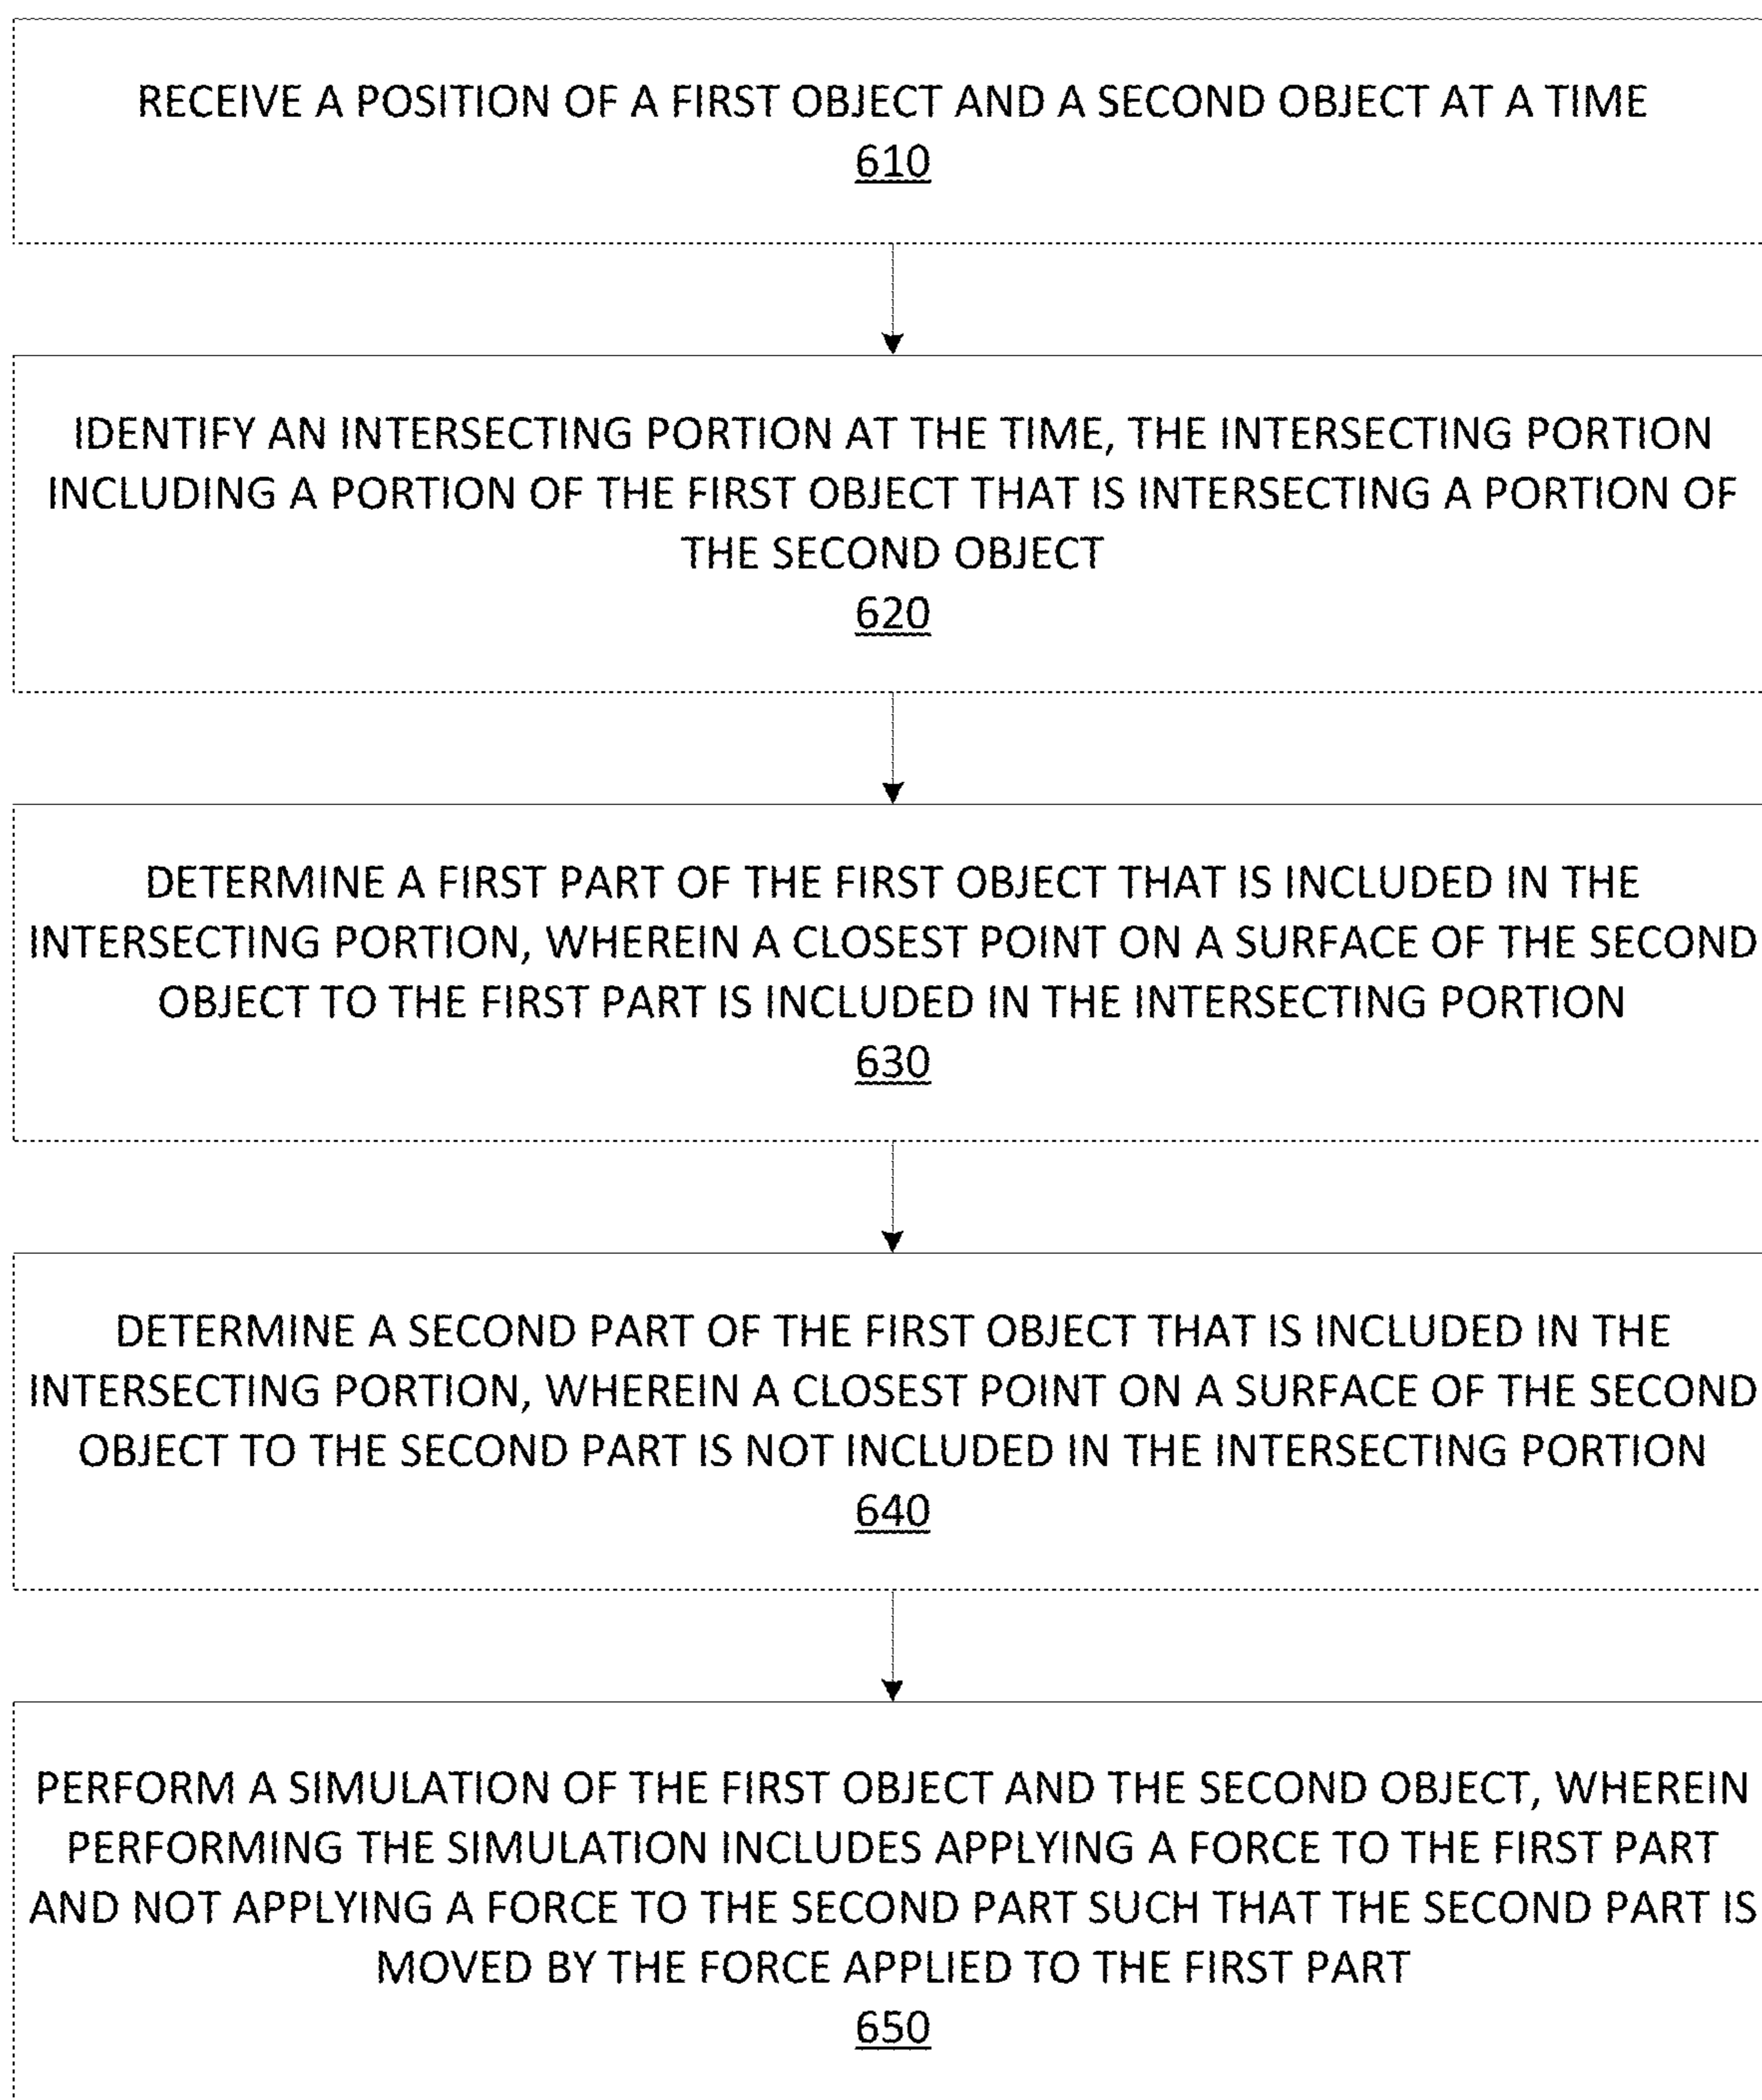 RECEIVE A POSITION OF A FIRST OBJECT AND A SECOND OBJECT AT A TIME
610
IDENTIFY AN INTERSECTING PORTION AT THE TIME, THE INTERSECTING PORTION
INCLUDING A PORTION OF THE FIRST OBJECT THAT IS INTERSECTING A PORTION OF
THE SECOND OBJECT
620
DETERMINE A FIRST PART OF THE FIRST OBJECT THAT IS INCLUDED IN THE
INTERSECTING PORTION, WHEREIN A CLOSEST POINT ON A SURFACE OF THE SECOND
OBJECT TO THE FIRST PART IS INCLUDED IN THE INTERSECTING PORTION
630
DETERMINE A SECOND PART OF THE FIRST OBJECT THAT IS INCLUDED IN THE
INTERSECTING PORTION, WHEREIN A CLOSEST POINT ON A SURFACE OF THE SECOND
OBJECT TO THE SECOND PART IS NOT INCLUDED IN THE INTERSECTING PORTION
640
PERFORM A SIMULATION OF THE FIRST OBJECT AND THE SECOND OBJECT, WHEREIN
PERFORMING THE SIMULATION INCLUDES APPLYING A FORCE TO THE FIRST PART
AND NOT APPLYING A FORCE TO THE SECOND PART SUCH THAT THE SECOND PART IS
MOVED BY THE FORCE APPLIED TO THE FIRST PART
650